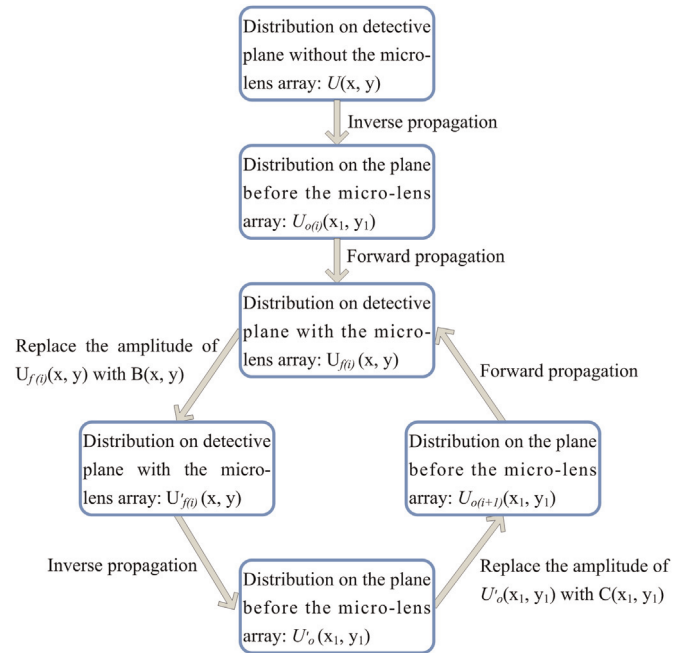 Distribution on detective
plane without the micro-
lens array: U(x, y)
Inverse propagation
Distribution on the plane
before the micro-lens
array: Uo(i)(x₁, y₁)
Forward propagation
Distribution on detective
plane with the micro-
lens array: Uf(i)(x, y)
Replace the amplitude of
Uf(i)(x, y) with B(x, y)
Forward propagation
Distribution on detective
plane with the micro-
lens array: U'f(i)(x, y)
Distribution on the plane
before the micro-lens
array: Uo(i+1)(x₁, y₁)
Inverse propagation
Distribution on the plane
before the micro-lens
array: U'o(x₁, y₁)
Replace the amplitude of
U'o(x₁, y₁) with C(x₁, y₁)